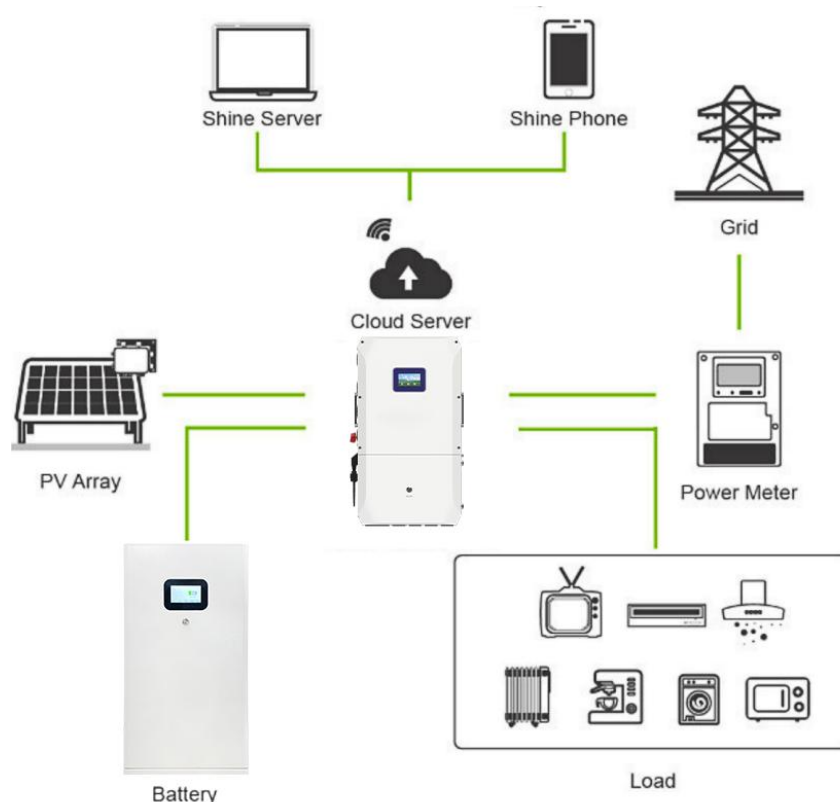 Shine Server
Shine Phone
Grid
Cloud Server
PV Array
Power Meter
Load
Battery